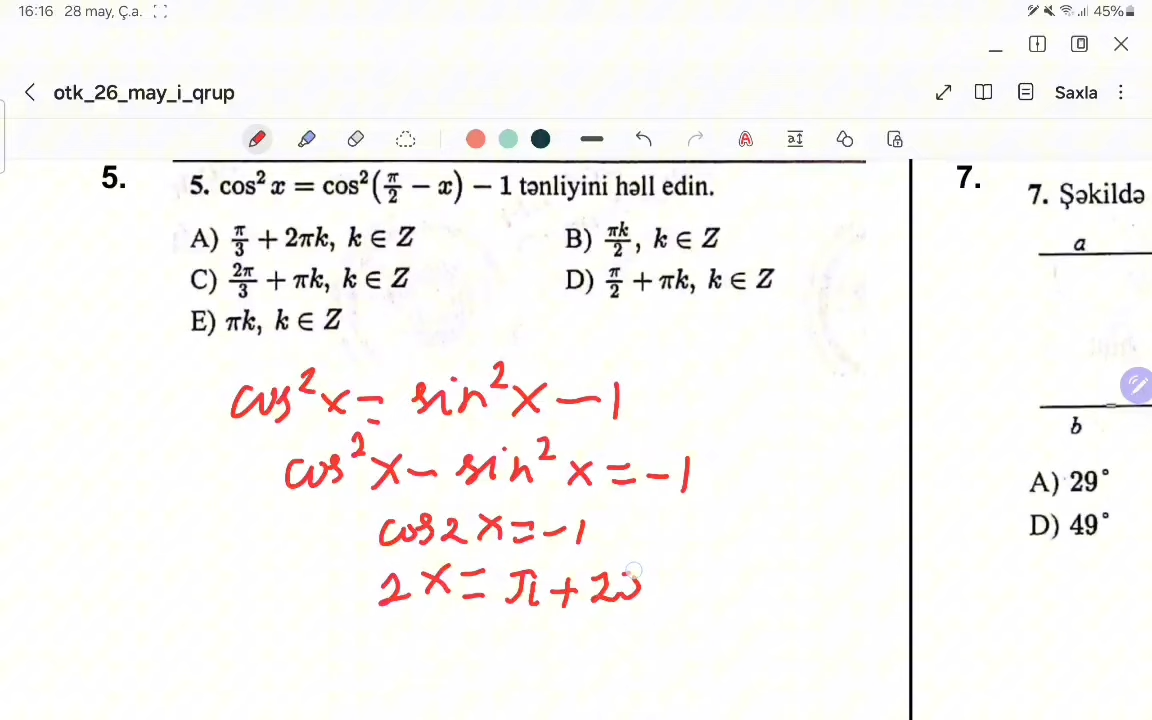 16:16 28 may, Ç.a. 45%
otk_26_may_i_qrup Saxla
5.
5. cos² x = cos²(π/2 − x) − 1 tənliyini həll edin.
A) π/3 + 2πk, k ∈ Z B) πk/2, k ∈ Z
C) 2π/3 + πk, k ∈ Z D) π/2 + πk, k ∈ Z
E) πk, k ∈ Z
cos²x = sin²x − 1
cos²x − sin²x = −1
cos2x = −1
2x = π + 2
7.
7. Şəkildə
a
b
A) 29°
D) 49°